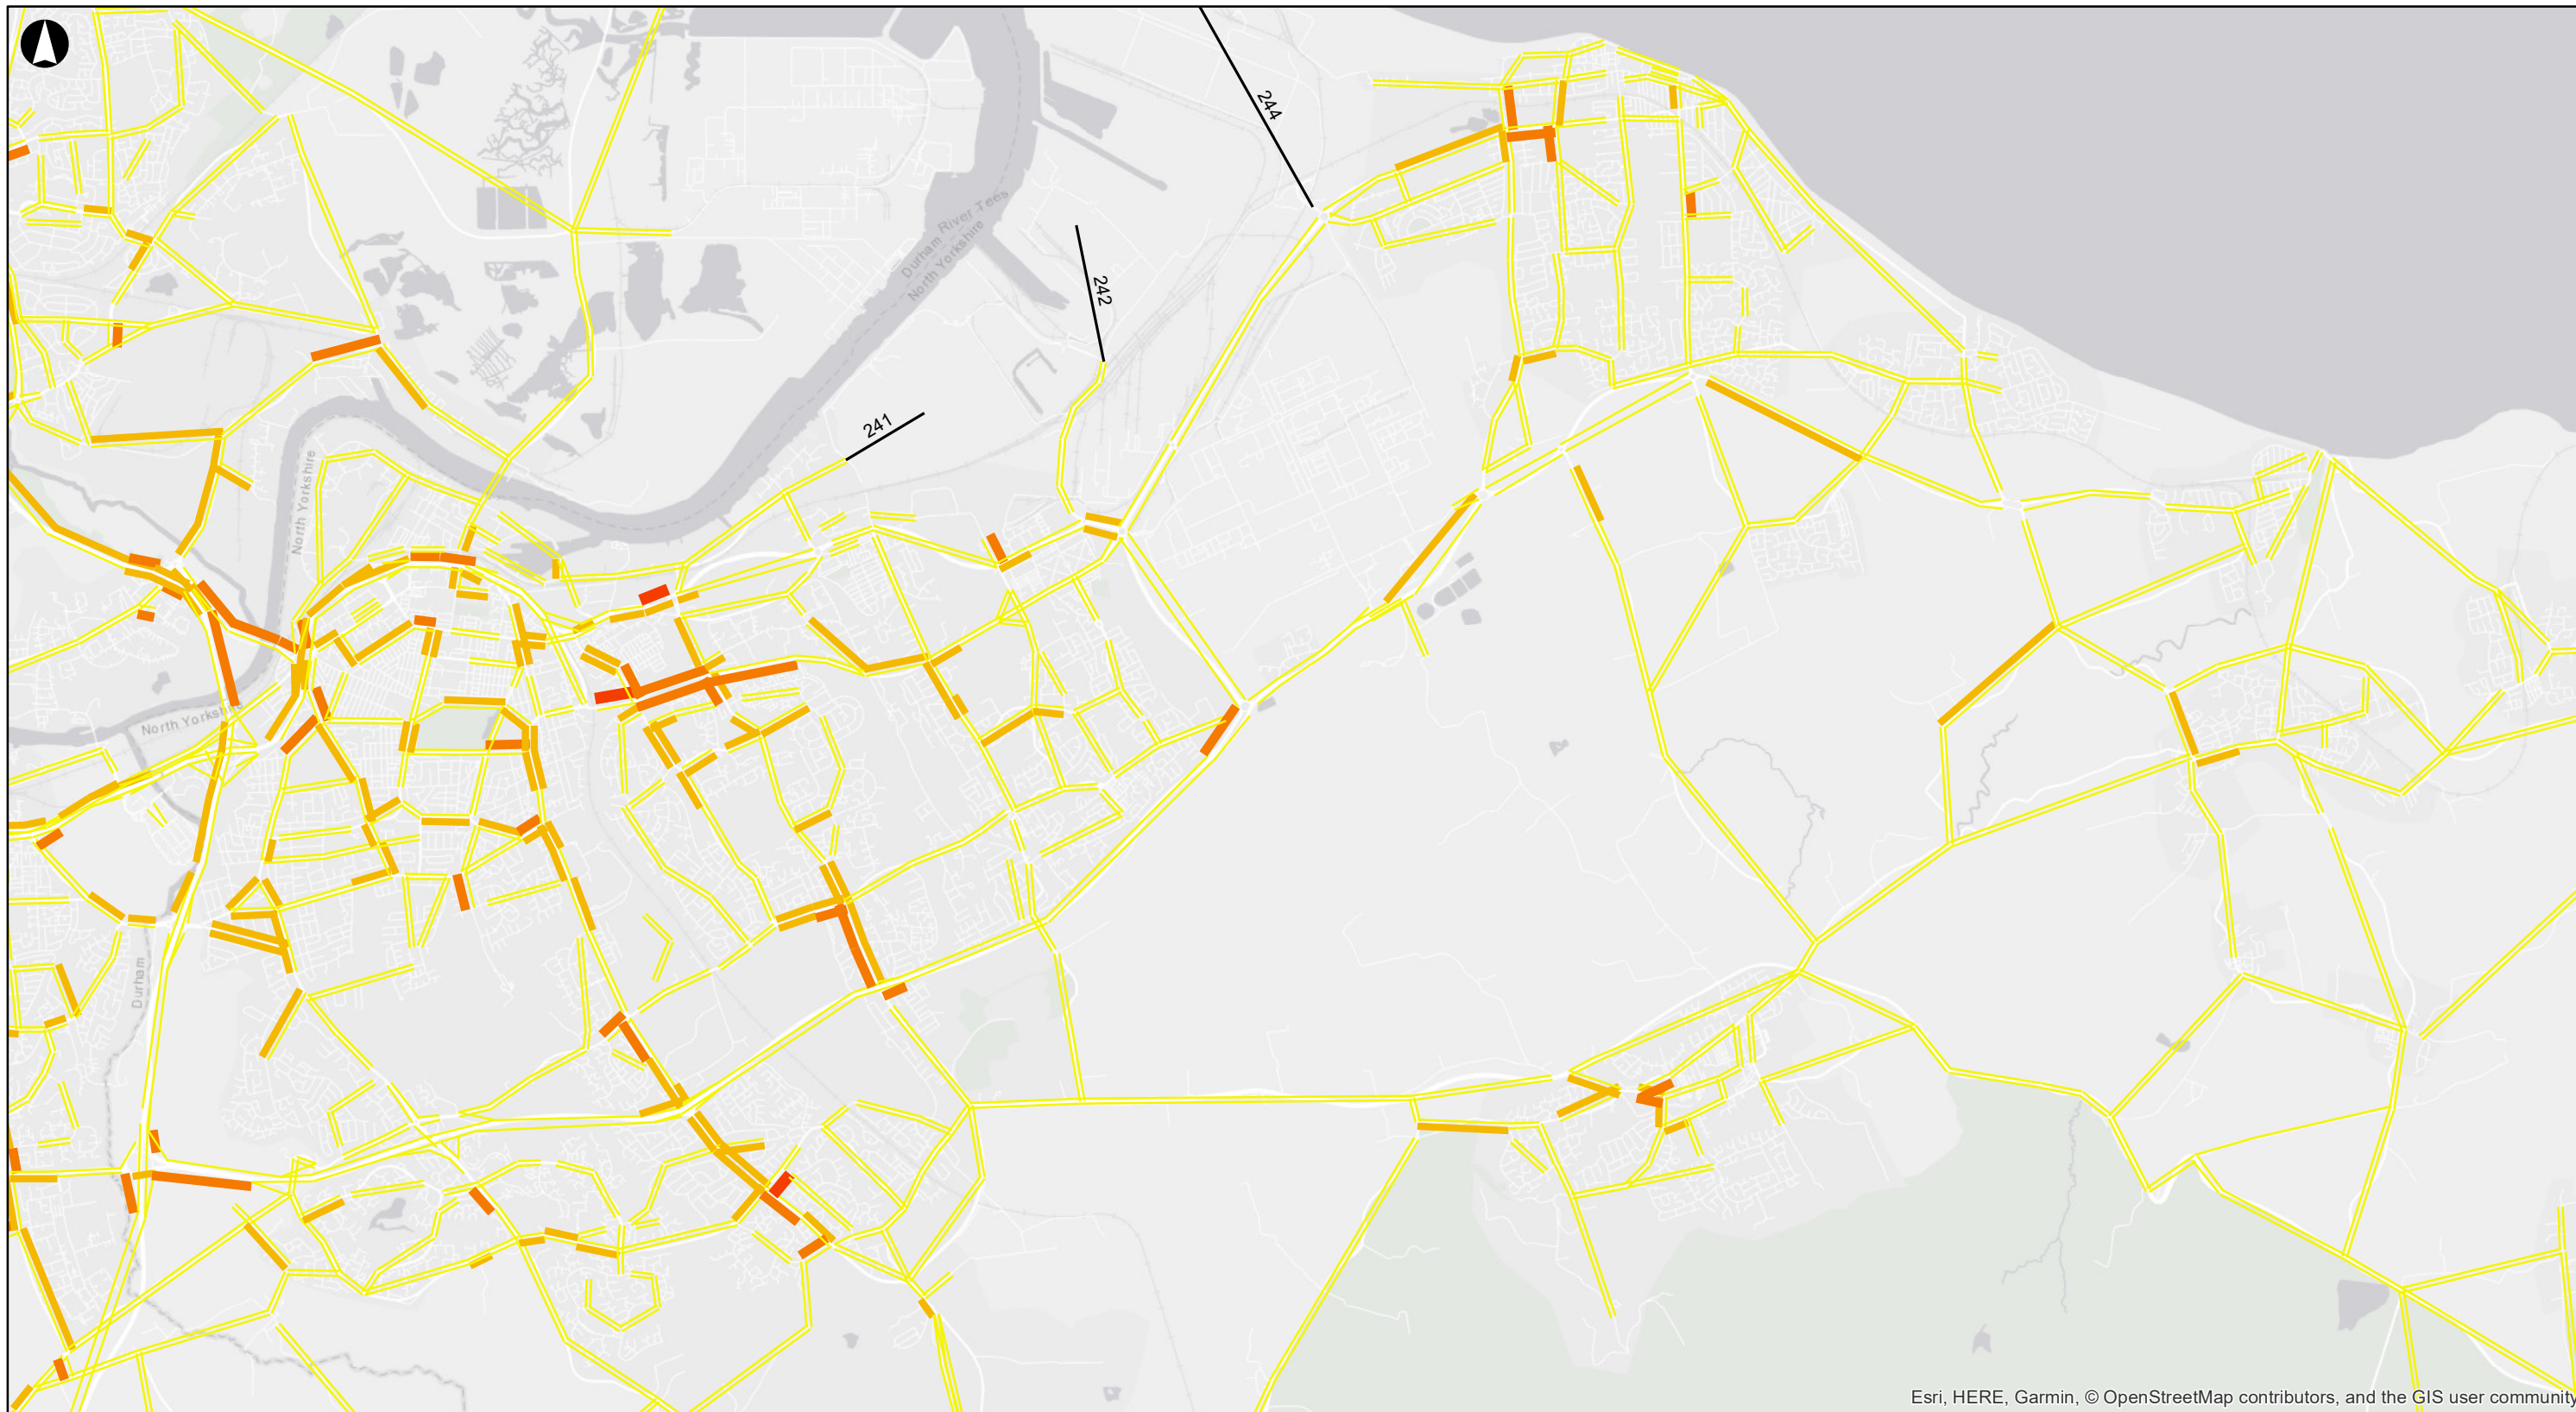 244
Durham River Tees
North Yorkshire
242
241
North Yorkshire
North Yorksh
Durham
Esri, HERE, Garmin, © OpenStreetMap contributors, and the GIS user community